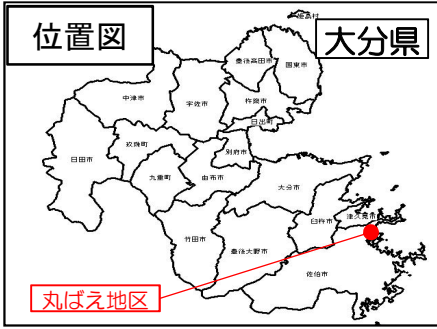 位置図
大分県
姫島村
豊後高田市
国東市
中津市
宇佐市
杵築市
日出町
日田市
玖珠町
別府市
九重町
由布市
大分市
臼杵市
津久見市
竹田市
豊後大野市
佐伯市
丸ばえ地区